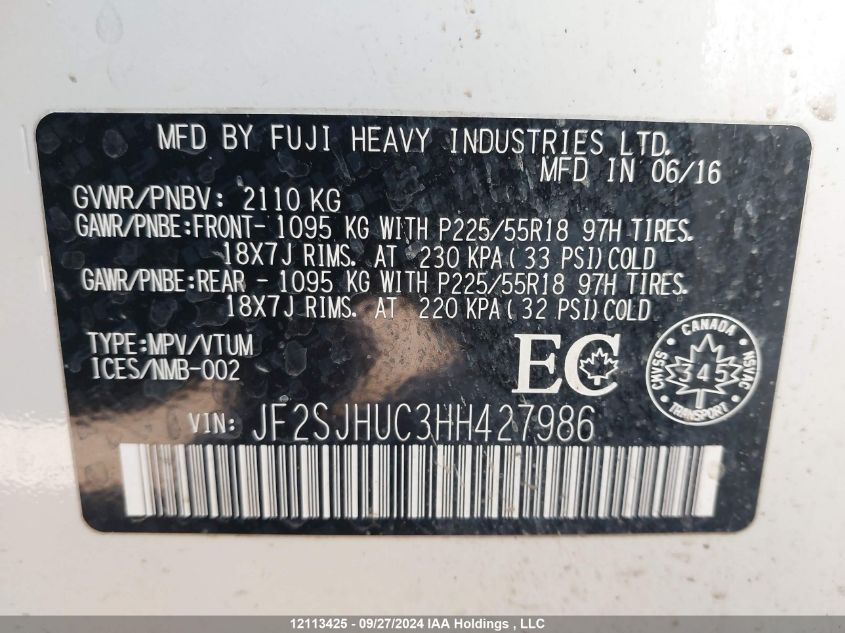 MFD BY FUJI HEAVY INDUSTRIES LTD.
MFD IN 06/16
GVWR/PNBV: 2110 KG
GAWR/PNBE:FRONT- 1095 KG WITH P225/55R18 97H TIRES.
18X7J RIMS. AT 230 KPA(33 PSI)COLD
GAWR/PNBE:REAR - 1095 KG WITH P225/55R18 97H TIRES.
18X7J RIMS. AT 220 KPA(32 PSI)COLD
TYPE:MPV/VTUM
ICES/NMB-002
EC
CANADA
CMVSS 345 NSVAC
TRANSPORT
VIN: JF2SJHUC3HH427986
12113425 - 09/27/2024 IAA Holdings , LLC